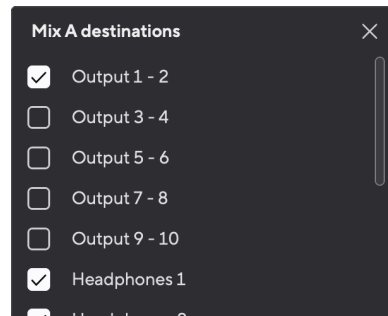 Mix A destinations
Output 1 - 2
Output 3 - 4
Output 5 - 6
Output 7 - 8
Output 9 - 10
Headphones 1